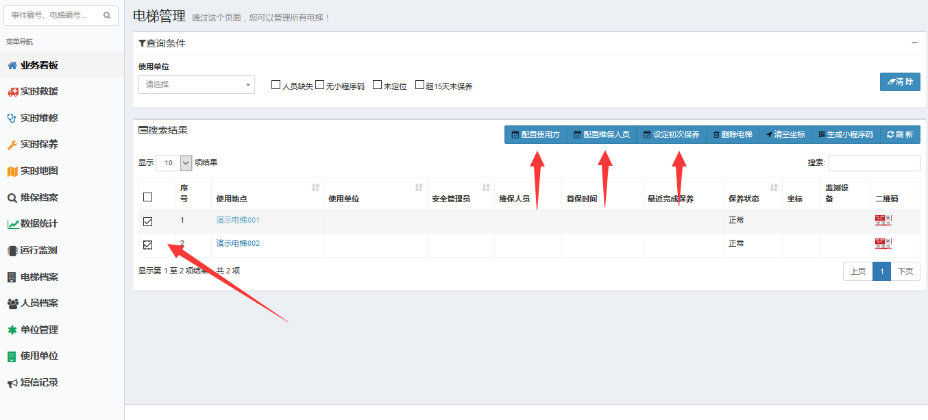 事件编号、电梯编号...
菜单导航
业务看板
实时救援
实时维修
实时保养
实时地图
维保档案
数据统计
运行监测
电梯档案
人员档案
单位管理
使用单位
短信记录
电梯管理 通过这个页面，您可以管理所有电梯！
查询条件
使用单位
请选择
人员缺失 无小程序码 未定位 超15天未保养
清 除
搜索结果
配置使用方 配置维保人员 设定初次保养 删除电梯 清空坐标 生成小程序码 刷 新
显示 10 项结果
搜索:
序号 使用地点 使用单位 安全管理员 维保人员 首保时间 最近完成保养 保养状态 坐标 监测设备 二维码
1 演示电梯001 正常
2 演示电梯002 正常
显示第 1 至 2 项结果，共 2 项
上页 1 下页